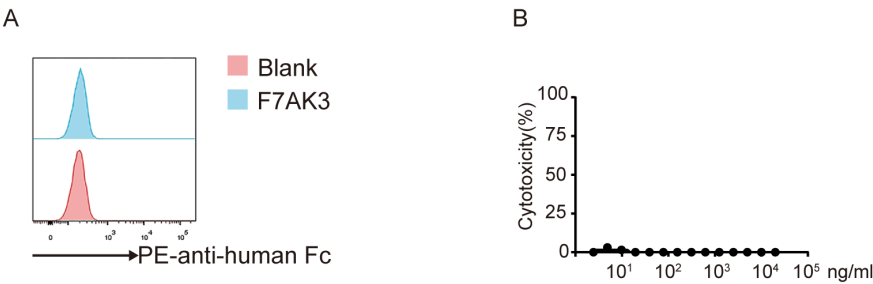 A
Blank
F7AK3
0 10³ 10⁴ 10⁵
PE-anti-human Fc
B
Cytotoxicity(%)
100
75
50
25
0
10¹ 10² 10³ 10⁴ 10⁵ ng/ml